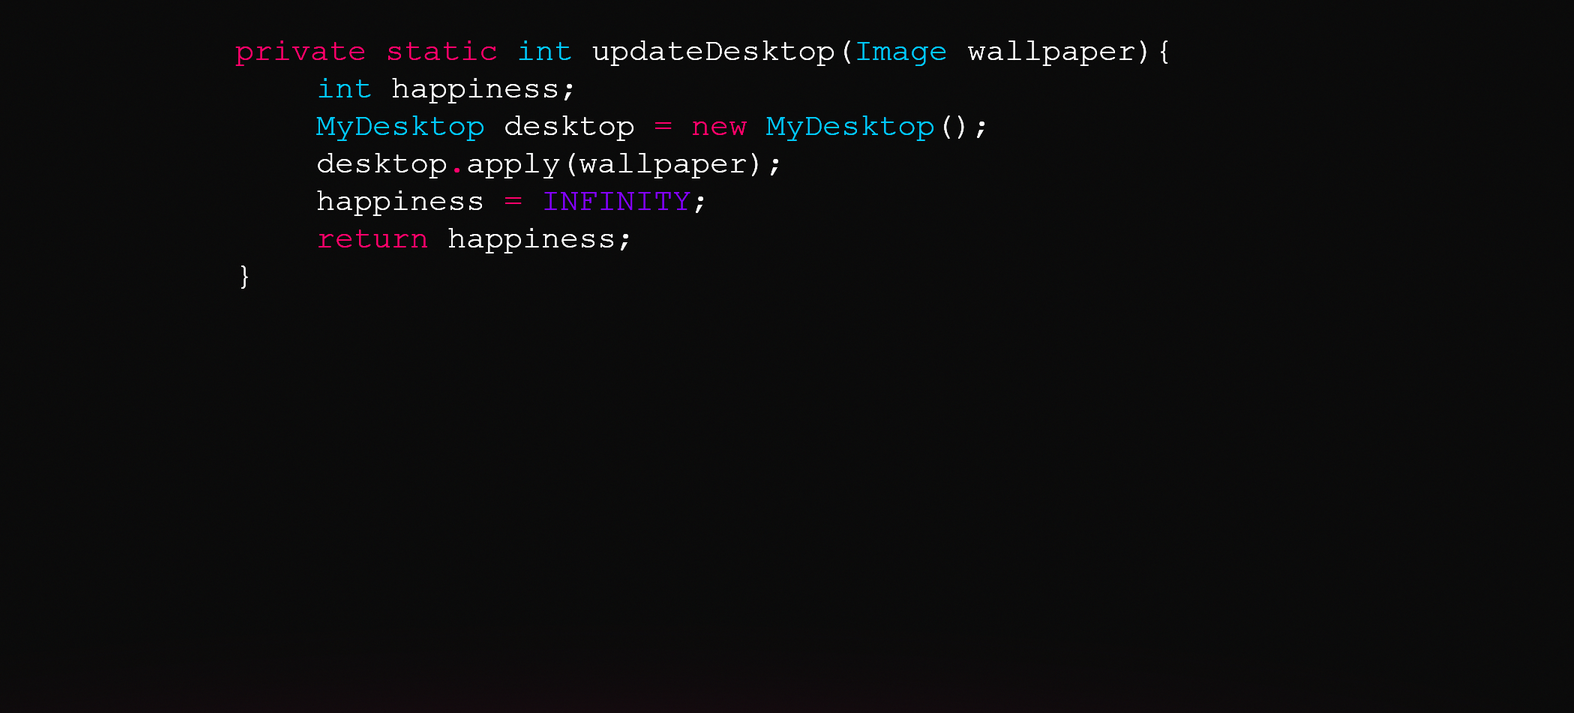 private static int updateDesktop(Image wallpaper){
int happiness;
MyDesktop desktop = new MyDesktop();
desktop.apply(wallpaper);
happiness = INFINITY;
return happiness;
}